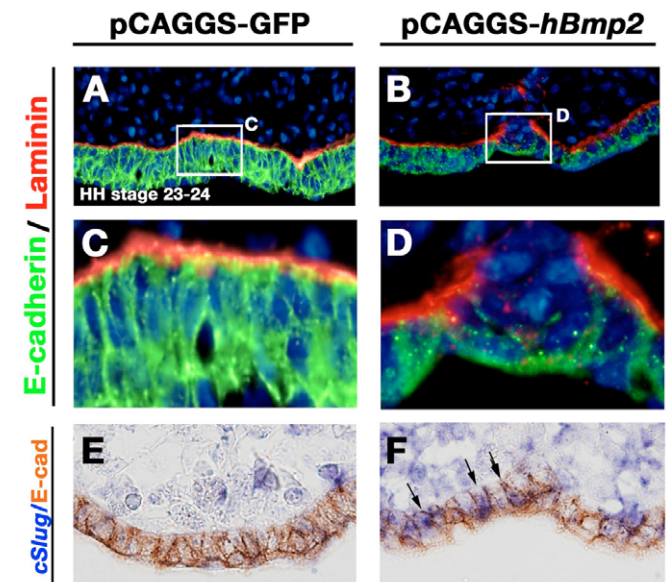 pCAGGS-GFP
pCAGGS-hBmp2
E-cadherin/Laminin
A
C
HH stage 23-24
B
D
C
D
cSlug/E-cad
E
F